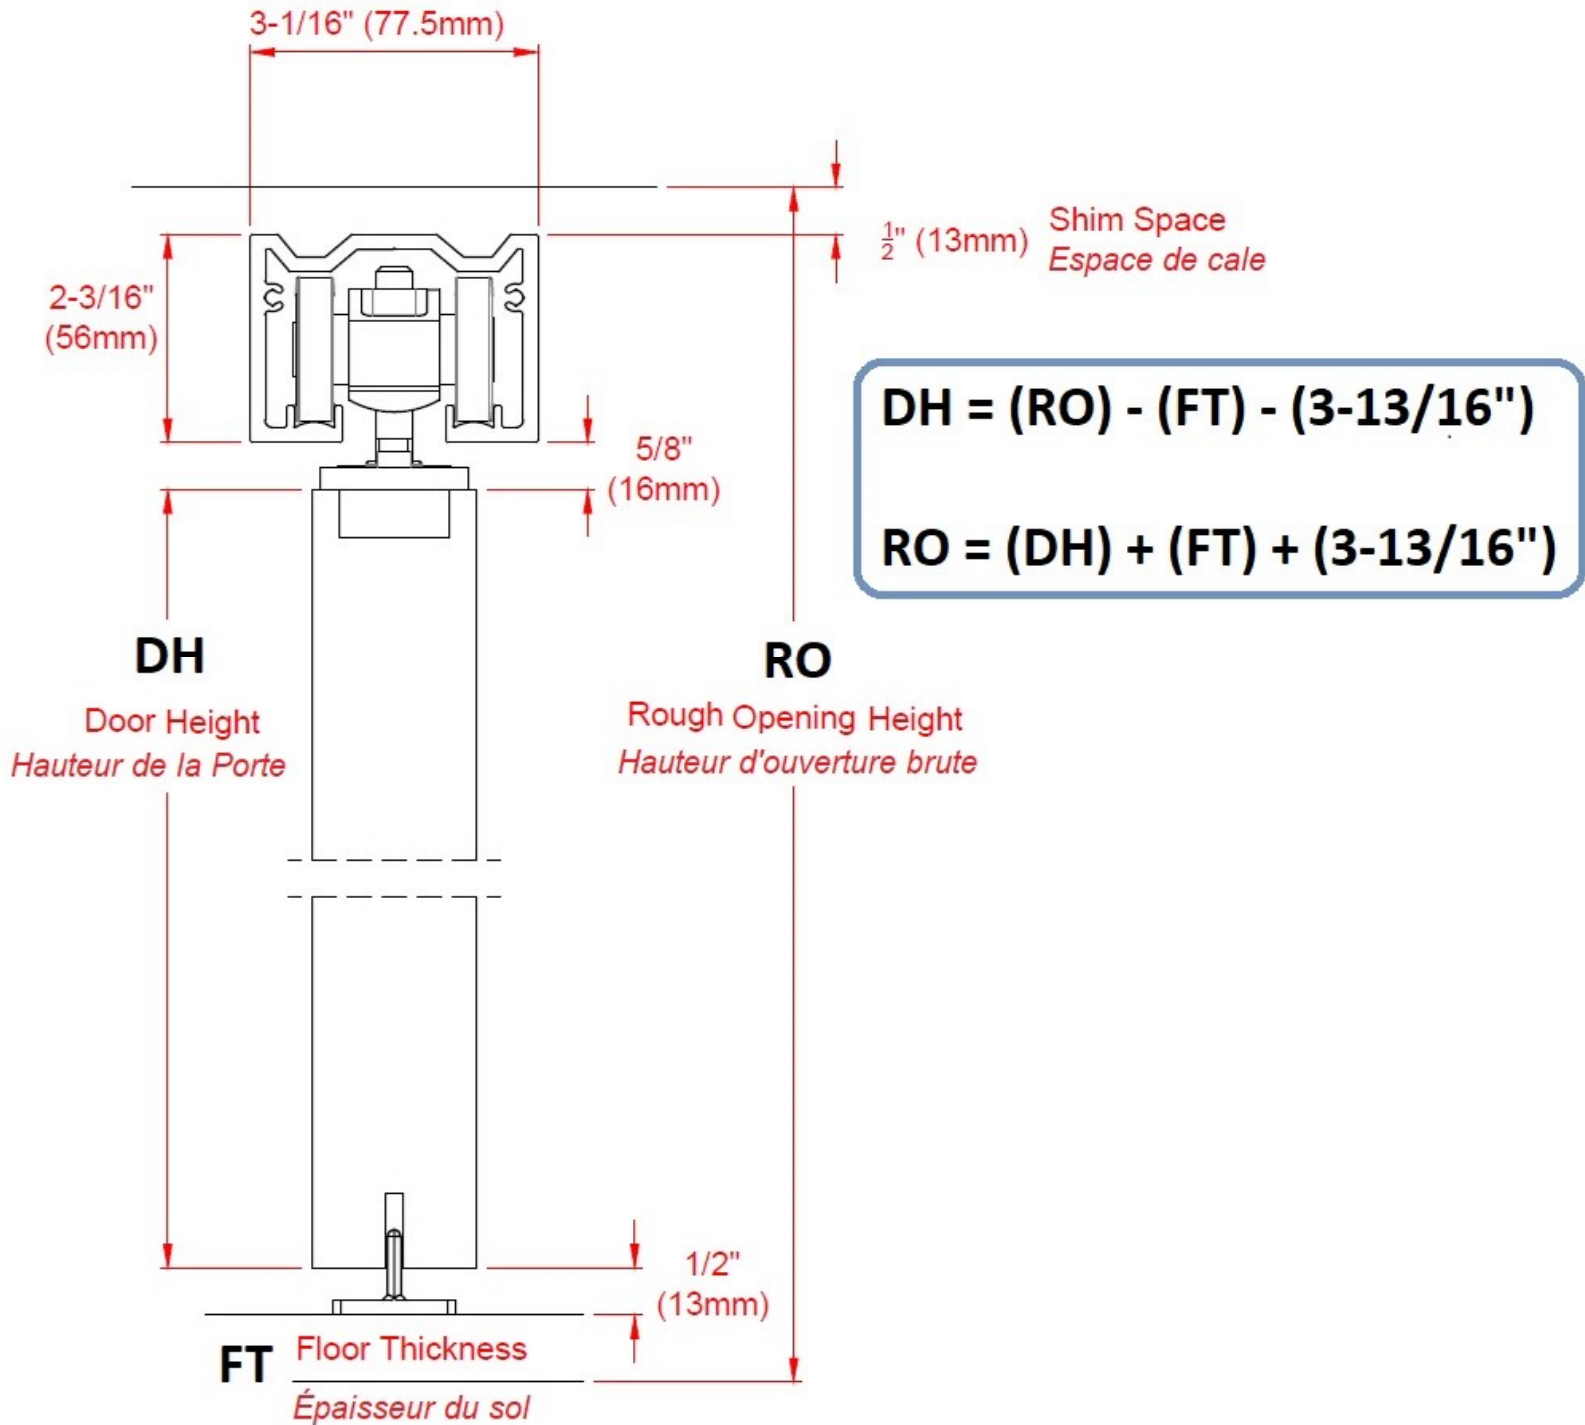 3-1/16" (77.5mm)
½" (13mm)
Shim Space
Espace de cale
2-3/16"
(56mm)
DH = (RO) - (FT) - (3-13/16")
5/8"
(16mm)
RO = (DH) + (FT) + (3-13/16")
DH
Door Height
Hauteur de la Porte
RO
Rough Opening Height
Hauteur d'ouverture brute
1/2"
(13mm)
FT
Floor Thickness
Épaisseur du sol